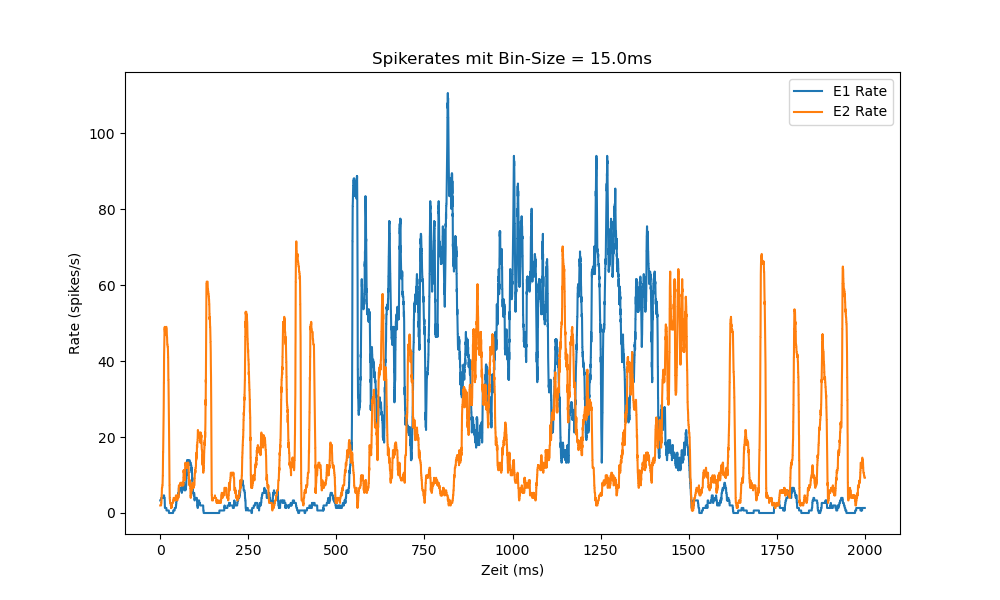 Spikerates mit Bin-Size = 15.0ms
E1 Rate
E2 Rate
100
80
60
40
20
0
Rate (spikes/s)
0 250 500 750 1000 1250 1500 1750 2000
Zeit (ms)